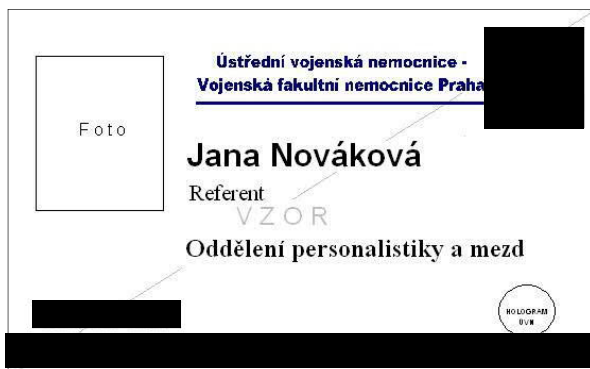 Ústřední vojenská nemocnice -
Vojenská fakultní nemocnice Praha
Foto
Jana Nováková
Referent
VZOR
Oddělení personalistiky a mezd
HOLOGRAM
ÚVN